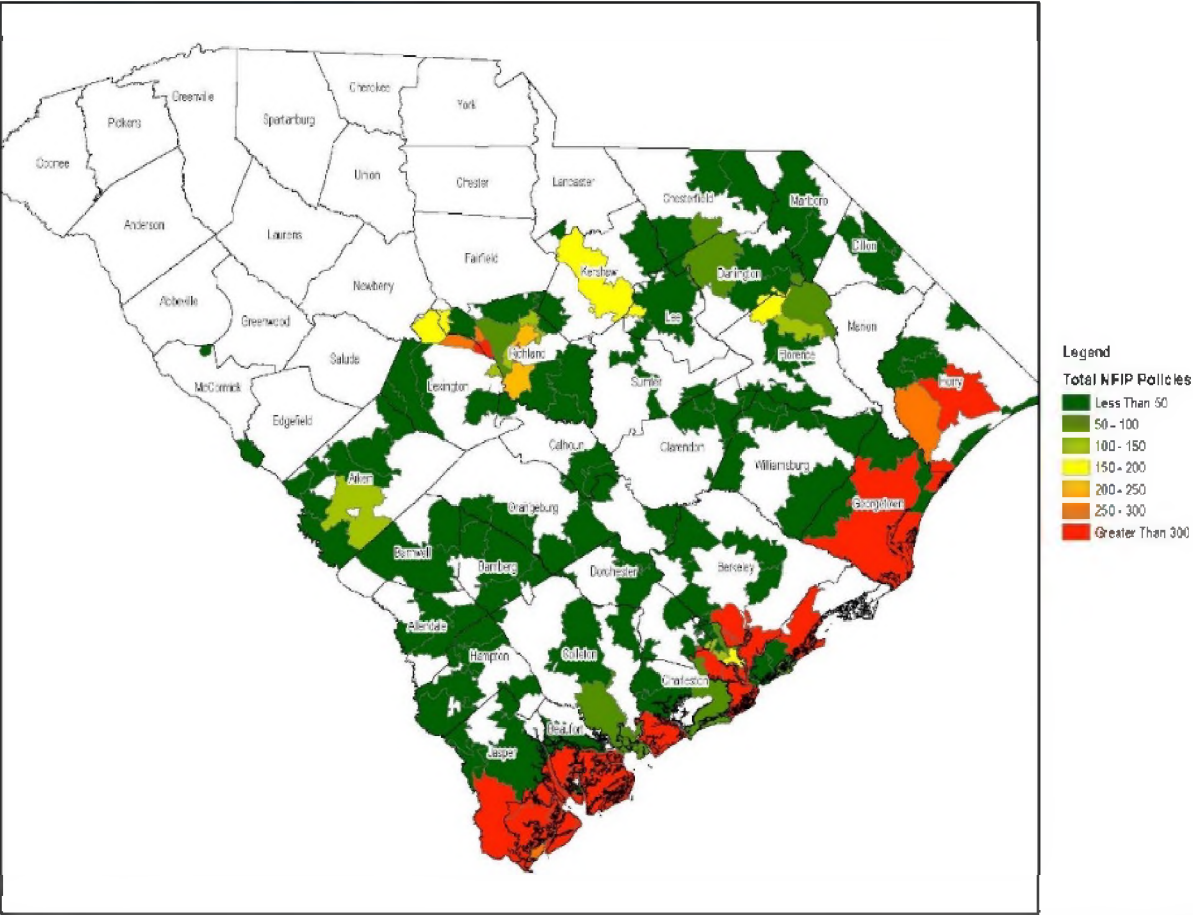 Cherokee
Greenville
York
Spartanburg
Pickens
Oconee
Union
Chester
Lancaster
Chesterfield
Marlboro
Anderson
Laurens
Dillon
Fairfield
Kershaw
Darlington
Newberry
Abbeville
Lee
Greenwood
Marion
Richland
Florence
Saluda
Sumter
McCormick
Lexington
Horry
Edgefield
Calhoun
Clarendon
Williamsburg
Aiken
Georgetown
Orangeburg
Barnwell
Bamberg
Dorchester
Berkeley
Allendale
Hampton
Colleton
Charleston
Beaufort
Jasper
Legend
Total NFIP Policies
Less Than 50
50 - 100
100 - 150
150 - 200
200 - 250
250 - 300
Greater Than 300